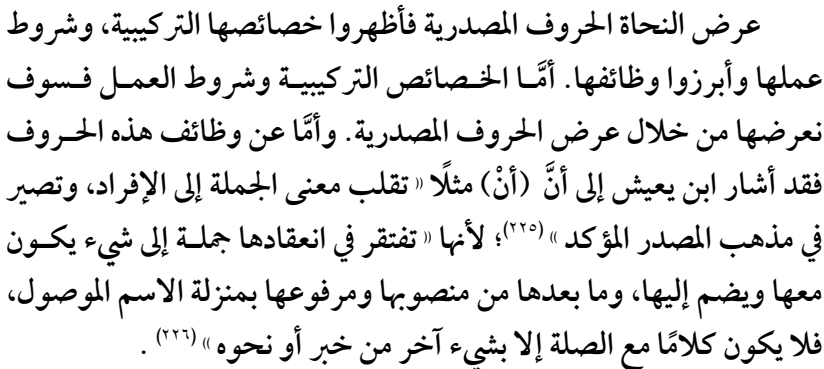 عرض النحاة الحروف المصدرية فأظهروا خصائصها التركيبية، وشروط
عملها وأبرزوا وظائفها. أمَّا الخصائص التركيبية وشروط العمل فسوف
نعرضها من خلال عرض الحروف المصدرية. وأمَّا عن وظائف هذه الحروف
فقد أشار ابن يعيش إلى أنَّ (أنْ) مثلًا « تقلب معنى الجملة إلى الإفراد، وتصير
في مذهب المصدر المؤكد » (٢٢٥)؛ لأنها « تفتقر في انعقادها جملة إلى شيء يكون
معها ويضم إليها، وما بعدها من منصوبها ومرفوعها بمنزلة الاسم الموصول،
فلا يكون كلامًا مع الصلة إلا بشيء آخر من خبر أو نحوه » (٢٢٦) .